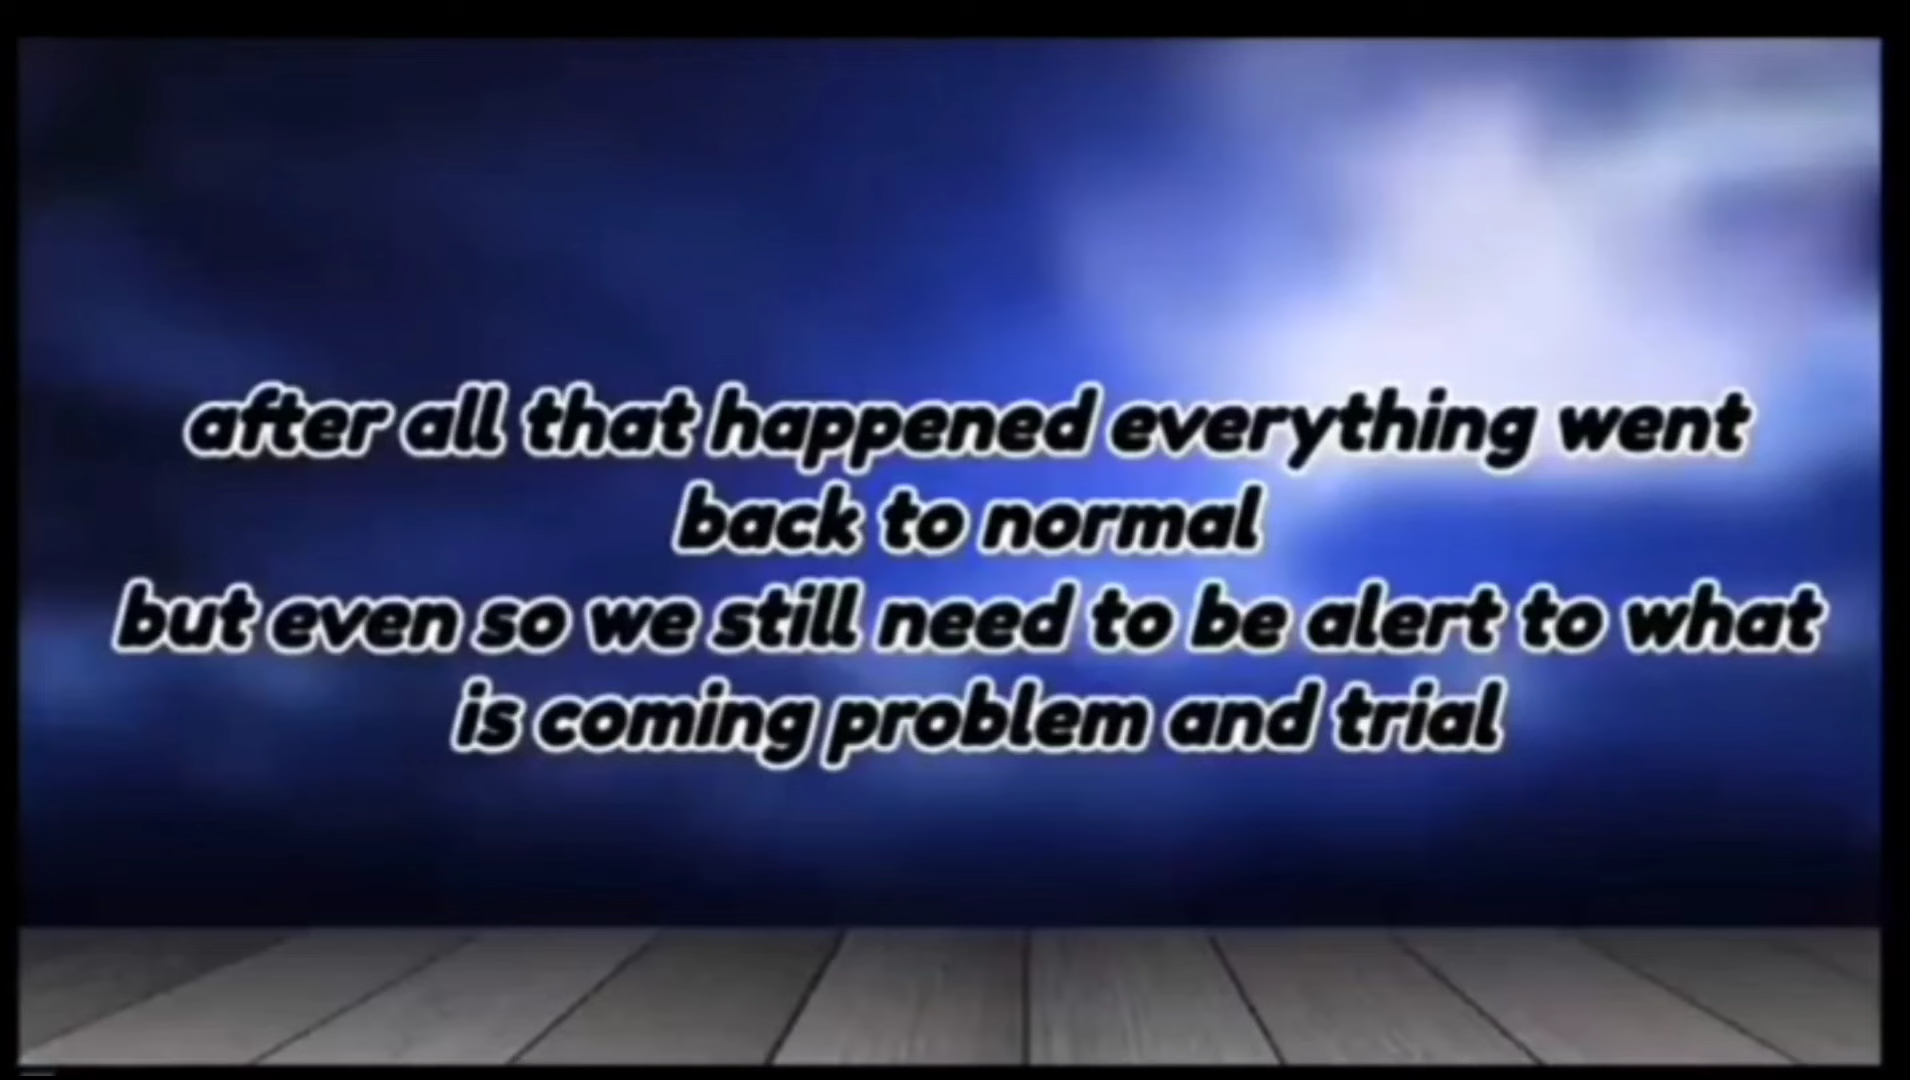 after all that happened everything went
back to normal
but even so we still need to be alert to what
is coming problem and trial